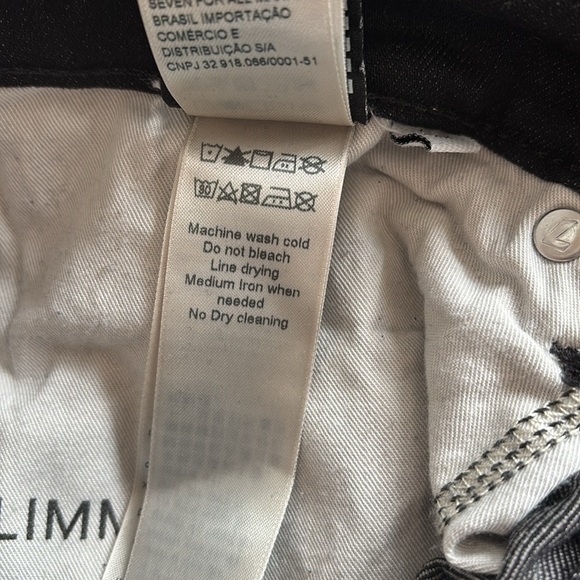 SEVEN FOR ALL MA
BRASIL IMPORTAÇÃO
COMÉRCIO E
DISTRIBUIÇÃO S/A
CNPJ 32.918.066/0001-51
Machine wash cold
Do not bleach
Line drying
Medium Iron when
needed
No Dry cleaning
LIMM